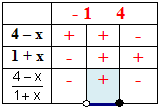 - 1 4
4 – x + + -
1 + x - + +
4 – x
1 + x - + -